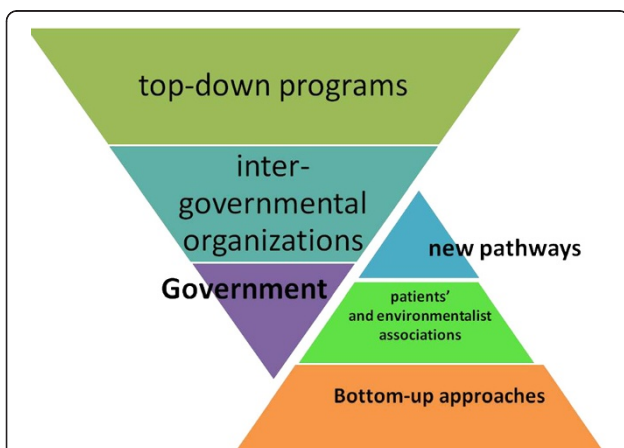 top-down programs
inter-
governmental
organizations
Government
new pathways
patients’
and environmentalist
associations
Bottom-up approaches